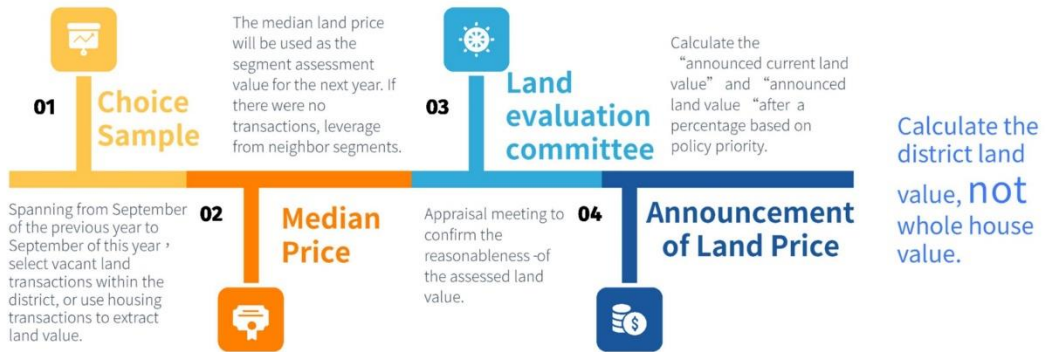 01
Choice
Sample
Spanning from September
of the previous year to
September of this year，
select vacant land
transactions within the
district, or use housing
transactions to extract
land value.
The median land price
will be used as the
segment assessment
value for the next year. If
there were no
transactions, leverage
from neighbor segments.
02
Median
Price
03
Land
evaluation
committee
Appraisal meeting to
confirm the
reasonableness -of
the assessed land
value.
Calculate the
“announced current land
value” and “announced
land value “after a
percentage based on
policy priority.
04
Announcement
of Land Price
Calculate the
district land
value, not
whole house
value.